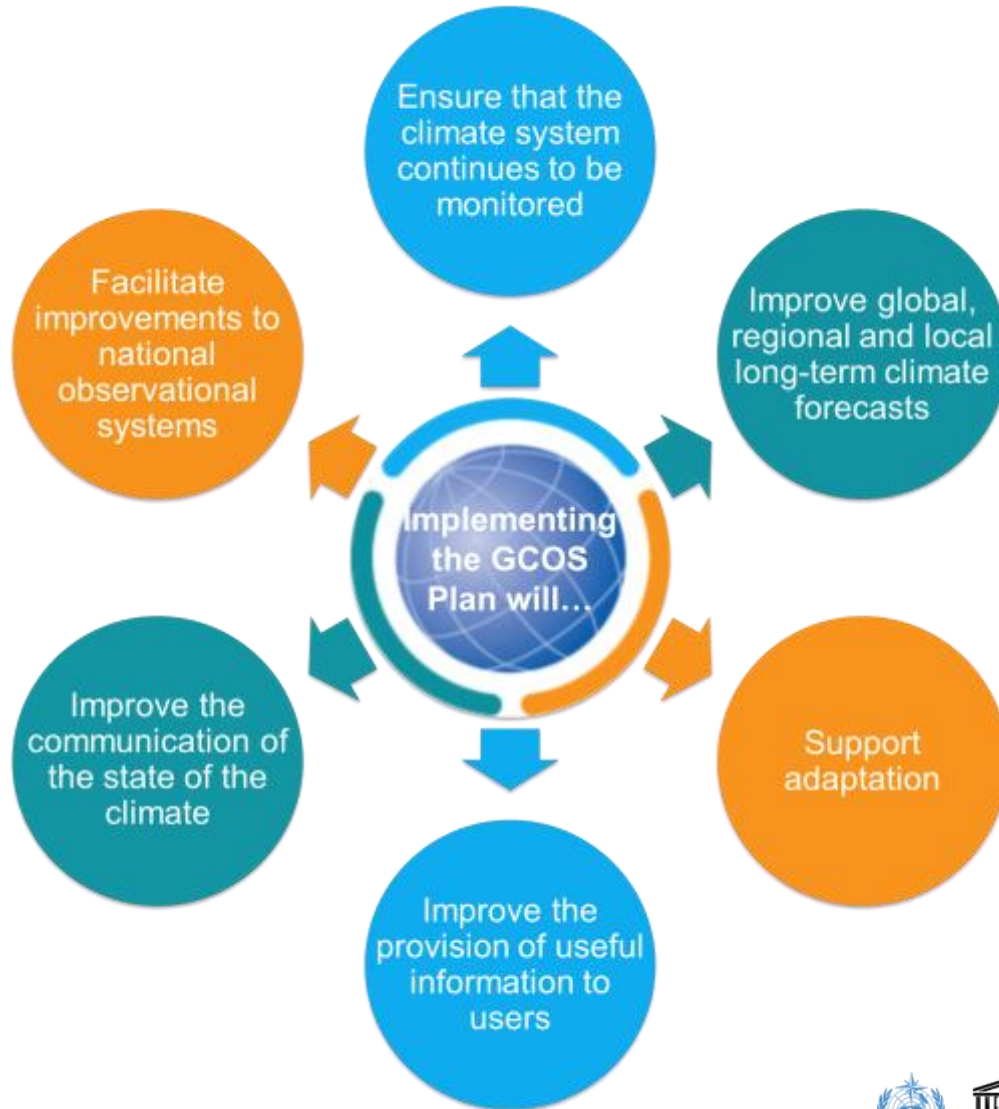 Ensure that the
climate system
continues to be
monitored
Facilitate
improvements to
national
observational
systems
Improve global,
regional and local
long-term climate
forecasts
Implementing
the GCOS
Plan will...
Improve the
communication of
the state of the
climate
Support
adaptation
Improve the
provision of useful
information to
users